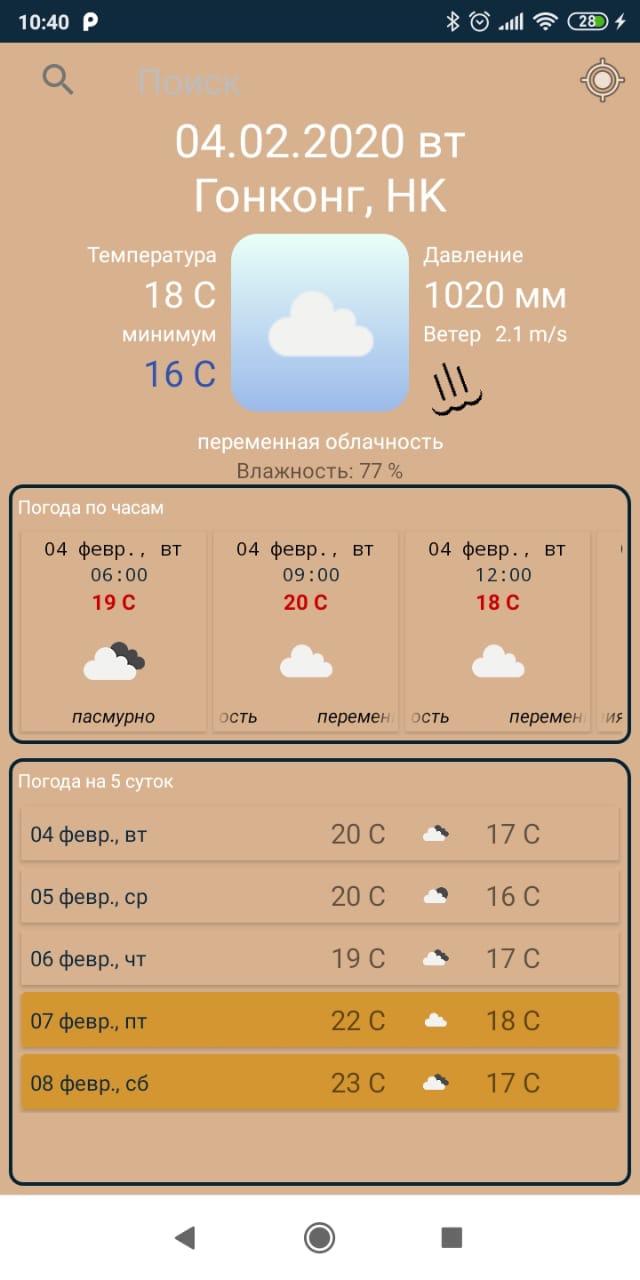 10:40
28
Поиск
04.02.2020 вт
Гонконг, HK
Температура
18 C
минимум
16 C
Давление
1020 мм
Ветер 2.1 m/s
переменная облачность
Влажность: 77 %
Погода по часам
04 февр., вт
06:00
19 C
пасмурно
04 февр., вт
09:00
20 C
ость перемен
04 февр., вт
12:00
18 C
ость перемен
ия
Погода на 5 суток
04 февр., вт 20 C 17 C
05 февр., ср 20 C 16 C
06 февр., чт 19 C 17 C
07 февр., пт 22 C 18 C
08 февр., сб 23 C 17 C